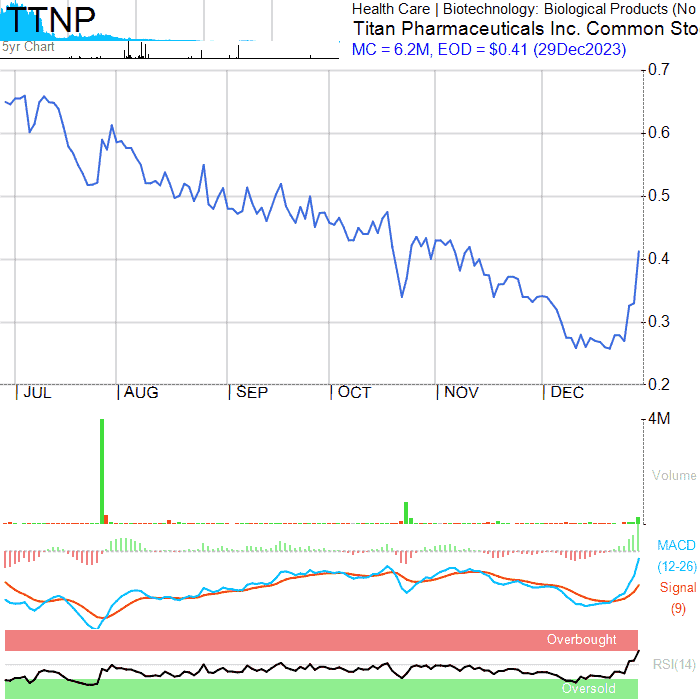 TTNP
5yr Chart
Health Care | Biotechnology: Biological Products (No
Titan Pharmaceuticals Inc. Common Sto
MC = 6.2M, EOD = $0.41 (29Dec2023)
0.7
0.6
0.5
0.4
0.3
0.2
JUL AUG SEP OCT NOV DEC
4M
Volume
MACD
(12-26)
Signal
(9)
Overbought
RSI(14)
Oversold